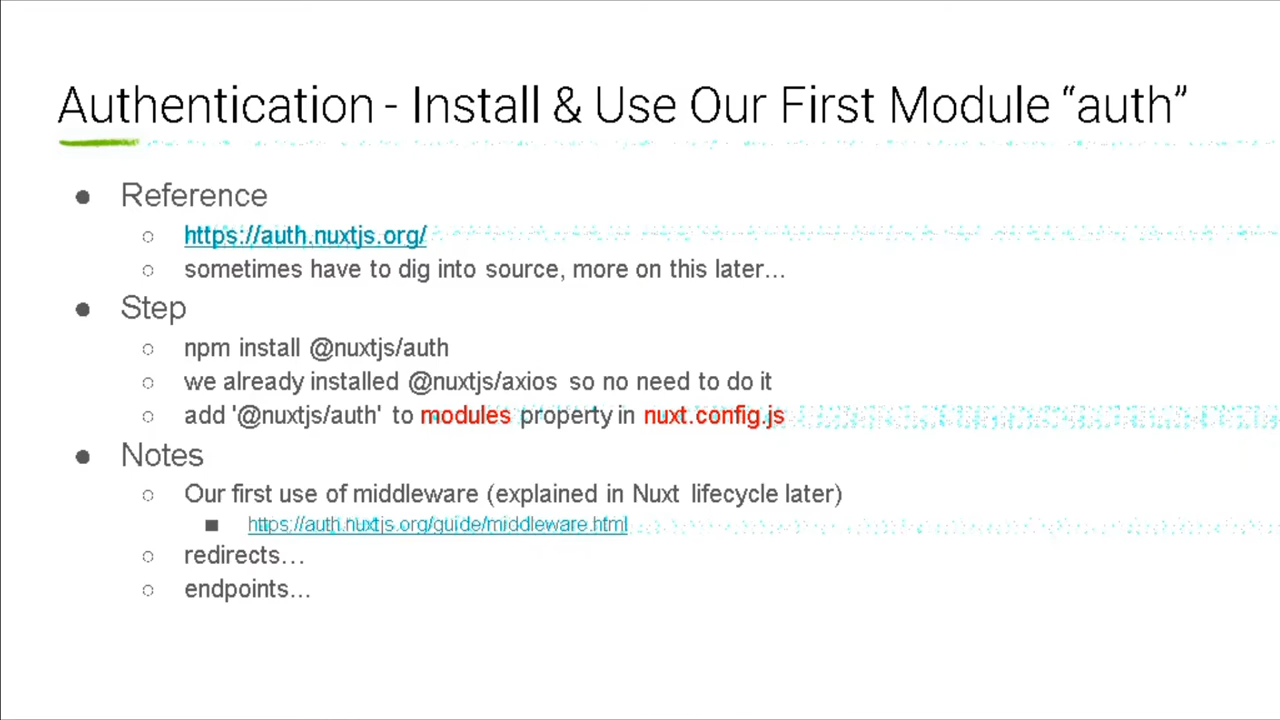 Authentication - Install & Use Our First Module “auth”
● Reference
○ https://auth.nuxtjs.org/
○ sometimes have to dig into source, more on this later…
● Step
○ npm install @nuxtjs/auth
○ we already installed @nuxtjs/axios so no need to do it
○ add '@nuxtjs/auth' to modules property in nuxt.config.js
● Notes
○ Our first use of middleware (explained in Nuxt lifecycle later)
■ https://auth.nuxtjs.org/guide/middleware.html
○ redirects…
○ endpoints…